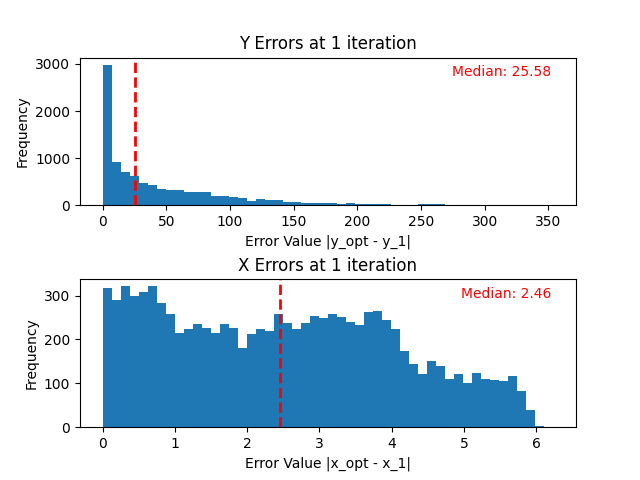 Y Errors at 1 iteration
Median: 25.58
3000
2000
1000
0
Frequency
0 50 100 150 200 250 300 350
Error Value |y_opt - y_1|
X Errors at 1 iteration
Median: 2.46
300
200
100
0
Frequency
0 1 2 3 4 5 6
Error Value |x_opt - x_1|